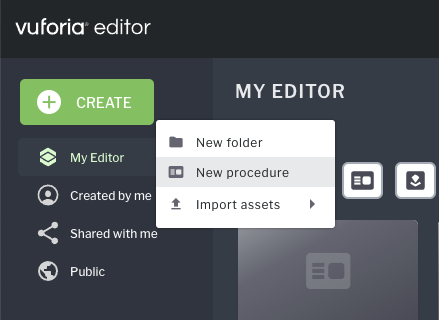 vuforia® editor
CREATE
MY EDITOR
New folder
New procedure
Import assets
My Editor
Created by me
Shared with me
Public